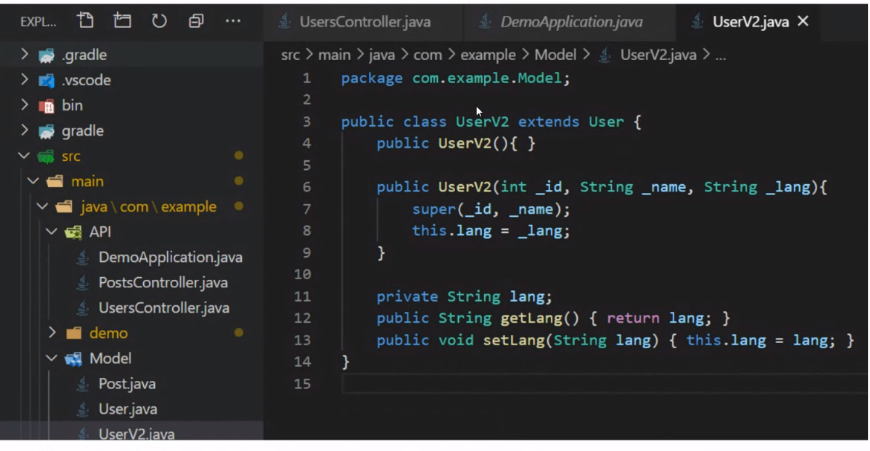 EXPL... ...
UsersController.java DemoApplication.java UserV2.java ×
.gradle
.vscode
bin
gradle
src
main
java \ com \ example
API
DemoApplication.java
PostsController.java
UsersController.java
demo
Model
Post.java
User.java
UserV2.java
src > main > java > com > example > Model > UserV2.java > ...
1 package com.example.Model;
2
3 public class UserV2 extends User {
4 public UserV2(){ }
5
6 public UserV2(int _id, String _name, String _lang){
7 super(_id, _name);
8 this.lang = _lang;
9 }
10
11 private String lang;
12 public String getLang() { return lang; }
13 public void setLang(String lang) { this.lang = lang; }
14 }
15